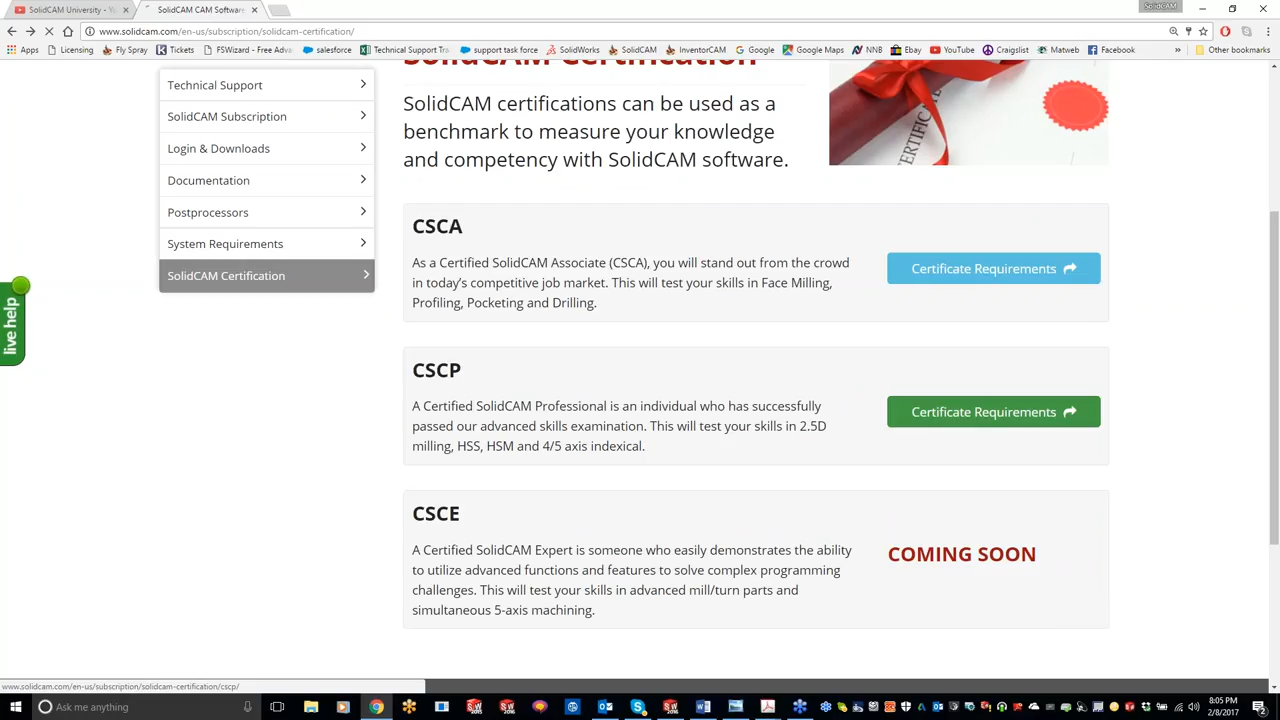 SolidCAM University - Y
SolidCAM CAM Software
SolidCAM
www.solidcam.com/en-us/subscription/solidcam-certification/
Apps Licensing Fly Spray Kickets FSWizard - Free Adva salesforce Technical Support Tra support task force SolidWorks SolidCAM InventorCAM Google Google Maps NNB Ebay YouTube Craigslist Matweb Facebook » Other bookmarks
SolidCAM Certification
SolidCAM certifications can be used as a
benchmark to measure your knowledge
and competency with SolidCAM software.
CERTIFICATE
Technical Support
SolidCAM Subscription
Login & Downloads
Documentation
Postprocessors
System Requirements
SolidCAM Certification
live help
CSCA
As a Certified SolidCAM Associate (CSCA), you will stand out from the crowd
in today's competitive job market. This will test your skills in Face Milling,
Profiling, Pocketing and Drilling.
Certificate Requirements
CSCP
A Certified SolidCAM Professional is an individual who has successfully
passed our advanced skills examination. This will test your skills in 2.5D
milling, HSS, HSM and 4/5 axis indexical.
Certificate Requirements
CSCE
A Certified SolidCAM Expert is someone who easily demonstrates the ability
to utilize advanced functions and features to solve complex programming
challenges. This will test your skills in advanced mill/turn parts and
simultaneous 5-axis machining.
COMING SOON
www.solidcam.com/en-us/subscription/solidcam-certification/cscp/
Ask me anything
8:05 PM
2/8/2017